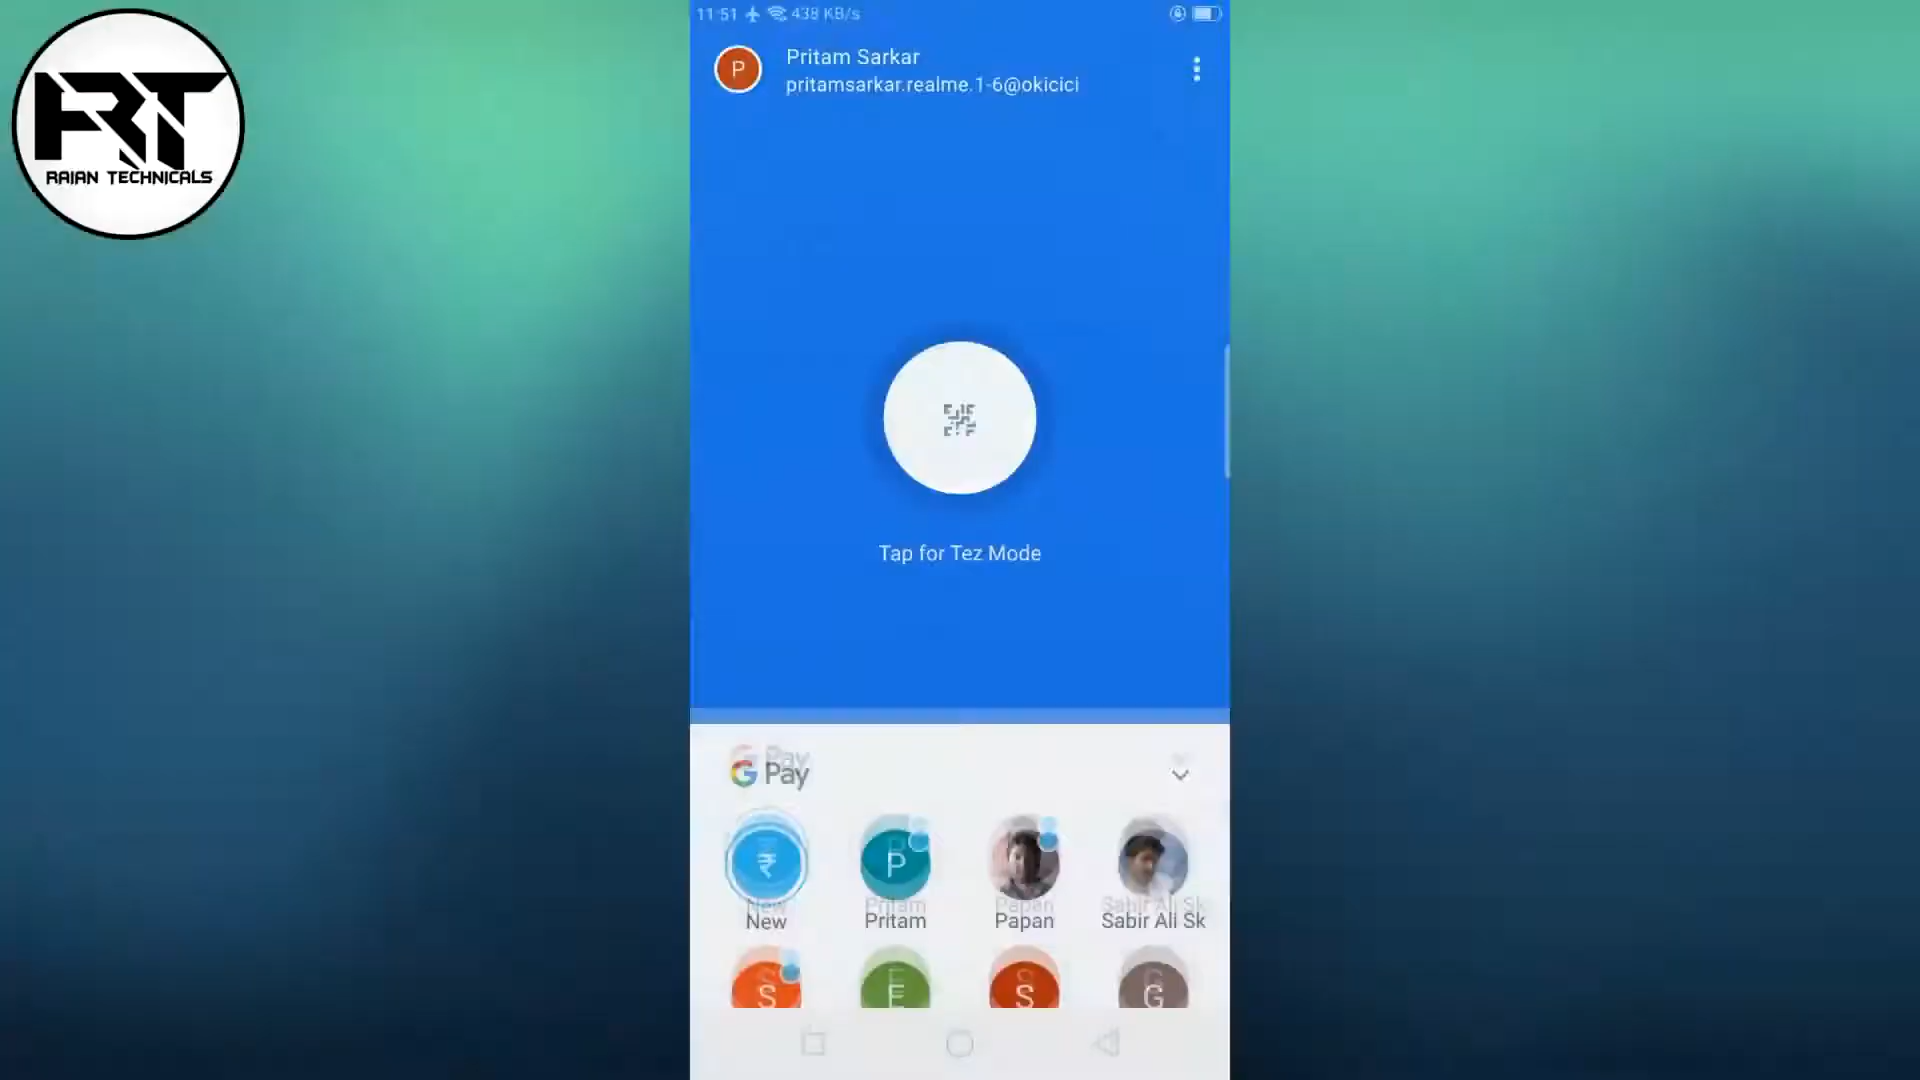 RT
RAIAN TECHNICALS
11:51 438 KB/s
P
Pritam Sarkar
pritamsarkar.realme.1-6@okicici
Tap for Tez Mode
G Pay
₹ P
New Pritam Papan Sabir Ali Sk
S E S G